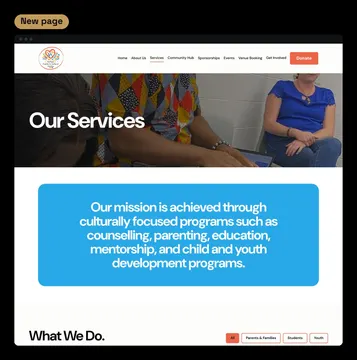 New page
Home About Us Services Community Hub Sponsorships Events Venue Booking Get Involved Donate
Our Services
Our mission is achieved through
culturally focused programs such as
counselling, parenting, education,
mentorship, and child and youth
development programs.
What We Do.
All Parents & Families Students Youth